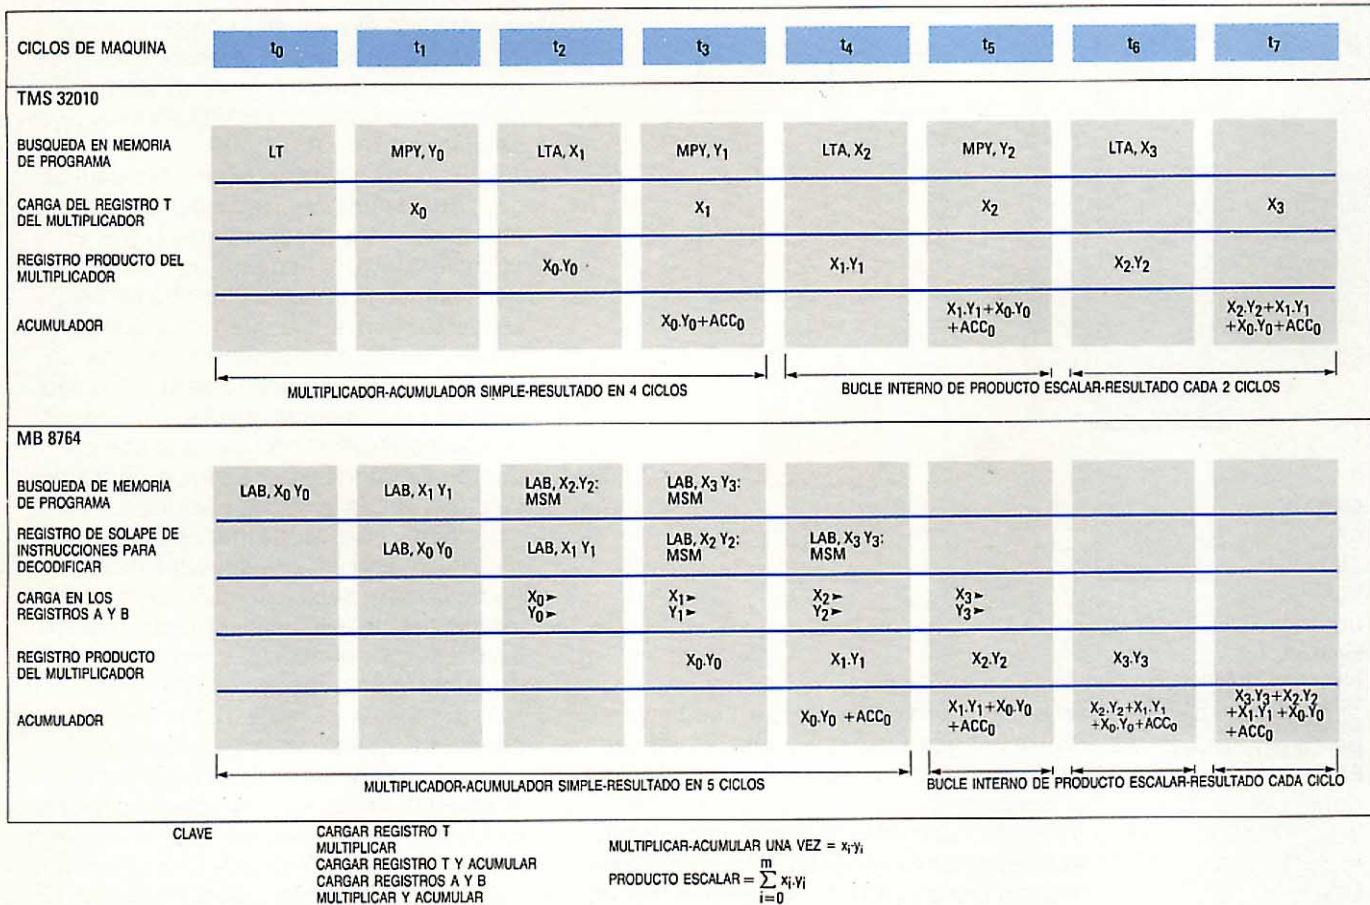 CICLOS DE MAQUINA t0 t1 t2 t3 t4 t5 t6 t7
TMS 32010
BUSQUEDA EN MEMORIA
DE PROGRAMA
LT MPY, Y0 LTA, X1 MPY, Y1 LTA, X2 MPY, Y2 LTA, X3
CARGA DEL REGISTRO T
DEL MULTIPLICADOR
X0 X1 X2 X3
REGISTRO PRODUCTO DEL
MULTIPLICADOR
X0.Y0 X1.Y1 X2.Y2
ACUMULADOR
X0.Y0+ACC0
X1.Y1+X0.Y0
+ACC0
X2.Y2+X1.Y1
+X0.Y0+ACC0
MULTIPLICADOR-ACUMULADOR SIMPLE-RESULTADO EN 4 CICLOS
BUCLE INTERNO DE PRODUCTO ESCALAR-RESULTADO CADA 2 CICLOS
MB 8764
BUSQUEDA DE MEMORIA
DE PROGRAMA
LAB, X0 Y0
LAB, X1 Y1
LAB, X2.Y2:
MSM
LAB, X3 Y3:
MSM
REGISTRO DE SOLAPE DE
INSTRUCCIONES PARA
DECODIFICAR
LAB, X0 Y0
LAB, X1 Y1
LAB, X2 Y2:
MSM
LAB, X3 Y3:
MSM
CARGA EN LOS
REGISTROS A Y B
X0►
Y0►
X1►
Y1►
X2►
Y2►
X3►
Y3►
REGISTRO PRODUCTO
DEL MULTIPLICADOR
X0.Y0 X1.Y1 X2.Y2 X3.Y3
ACUMULADOR
X0.Y0 +ACC0
X1.Y1+X0.Y0
+ACC0
X2.Y2+X1.Y1
+X0.Y0+ACC0
X3.Y3+X2.Y2
+X1.Y1+X0.Y0
+ACC0
MULTIPLICADOR-ACUMULADOR SIMPLE-RESULTADO EN 5 CICLOS
BUCLE INTERNO DE PRODUCTO ESCALAR-RESULTADO CADA CICLO
CLAVE
CARGAR REGISTRO T
MULTIPLICAR
CARGAR REGISTRO T Y ACUMULAR
CARGAR REGISTROS A Y B
MULTIPLICAR Y ACUMULAR
MULTIPLICAR-ACUMULAR UNA VEZ = xi.yi
PRODUCTO ESCALAR = m ∑ i=0 xi.yi